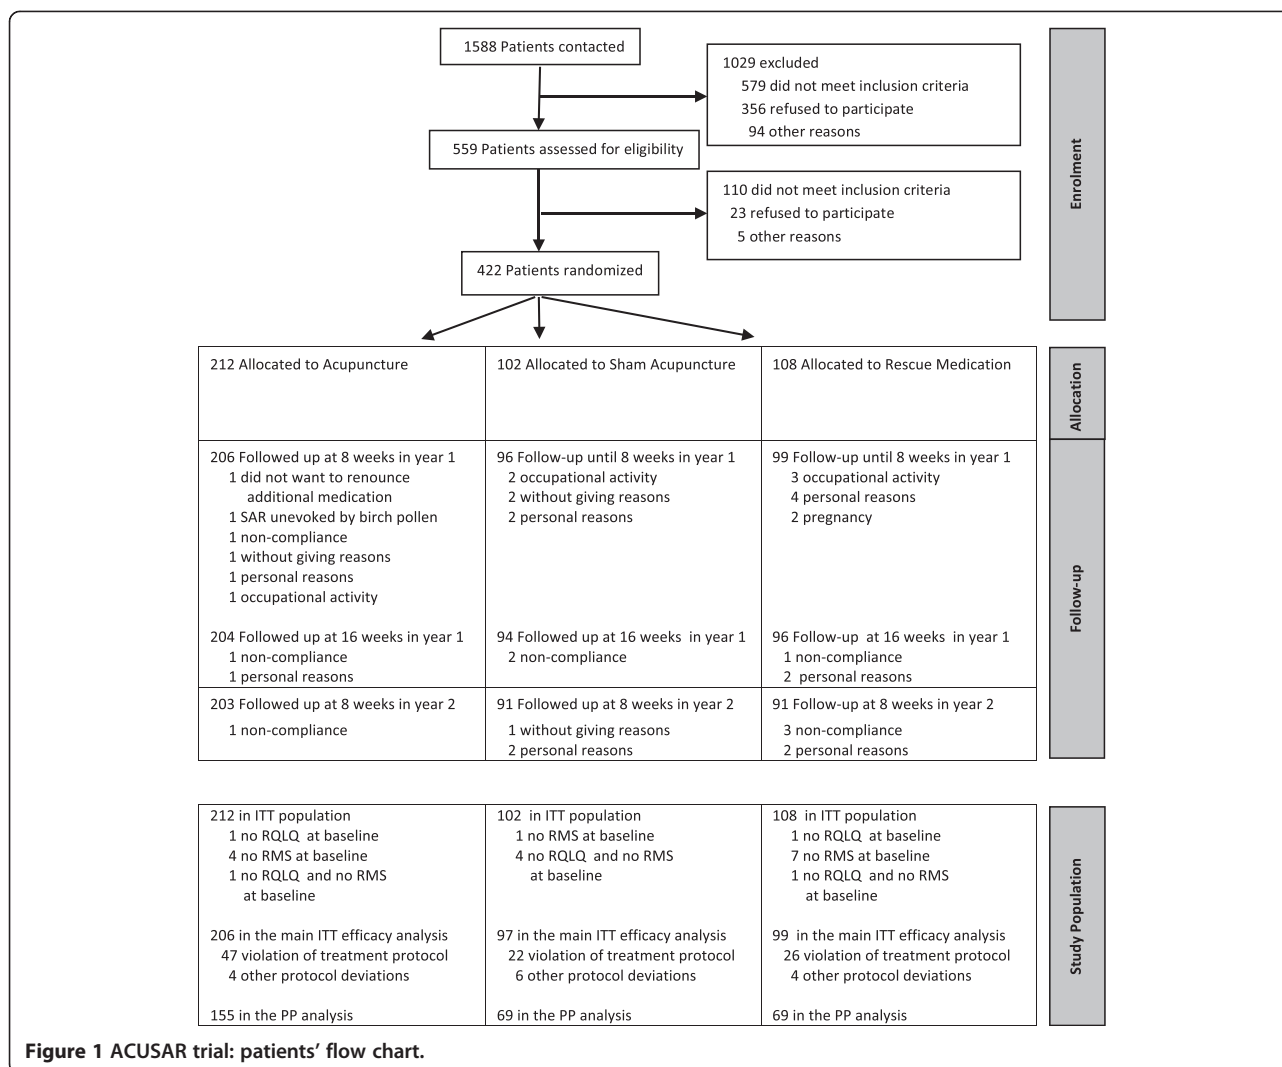 1588 Patients contacted
1029 excluded
579 did not meet inclusion criteria
356 refused to participate
94 other reasons
559 Patients assessed for eligibility
110 did not meet inclusion criteria
23 refused to participate
5 other reasons
422 Patients randomized
Enrolment
212 Allocated to Acupuncture
102 Allocated to Sham Acupuncture
108 Allocated to Rescue Medication
Allocation
206 Followed up at 8 weeks in year 1
1 did not want to renounce
additional medication
1 SAR unevoked by birch pollen
1 non-compliance
1 without giving reasons
1 personal reasons
1 occupational activity
204 Followed up at 16 weeks in year 1
1 non-compliance
1 personal reasons
96 Follow-up until 8 weeks in year 1
2 occupational activity
2 without giving reasons
2 personal reasons
94 Followed up at 16 weeks in year 1
2 non-compliance
99 Follow-up until 8 weeks in year 1
3 occupational activity
4 personal reasons
2 pregnancy
96 Follow-up at 16 weeks in year 1
1 non-compliance
2 personal reasons
203 Followed up at 8 weeks in year 2
1 non-compliance
91 Followed up at 8 weeks in year 2
1 without giving reasons
2 personal reasons
91 Follow-up at 8 weeks in year 2
3 non-compliance
2 personal reasons
Follow-up
212 in ITT population
1 no RQLQ at baseline
4 no RMS at baseline
1 no RQLQ and no RMS
at baseline
206 in the main ITT efficacy analysis
47 violation of treatment protocol
4 other protocol deviations
155 in the PP analysis
102 in ITT population
1 no RMS at baseline
4 no RQLQ and no RMS
at baseline
97 in the main ITT efficacy analysis
22 violation of treatment protocol
6 other protocol deviations
69 in the PP analysis
108 in ITT population
1 no RQLQ at baseline
7 no RMS at baseline
1 no RQLQ and no RMS
at baseline
99 in the main ITT efficacy analysis
26 violation of treatment protocol
4 other protocol deviations
69 in the PP analysis
Study Population
Figure 1 ACUSAR trial: patients' flow chart.